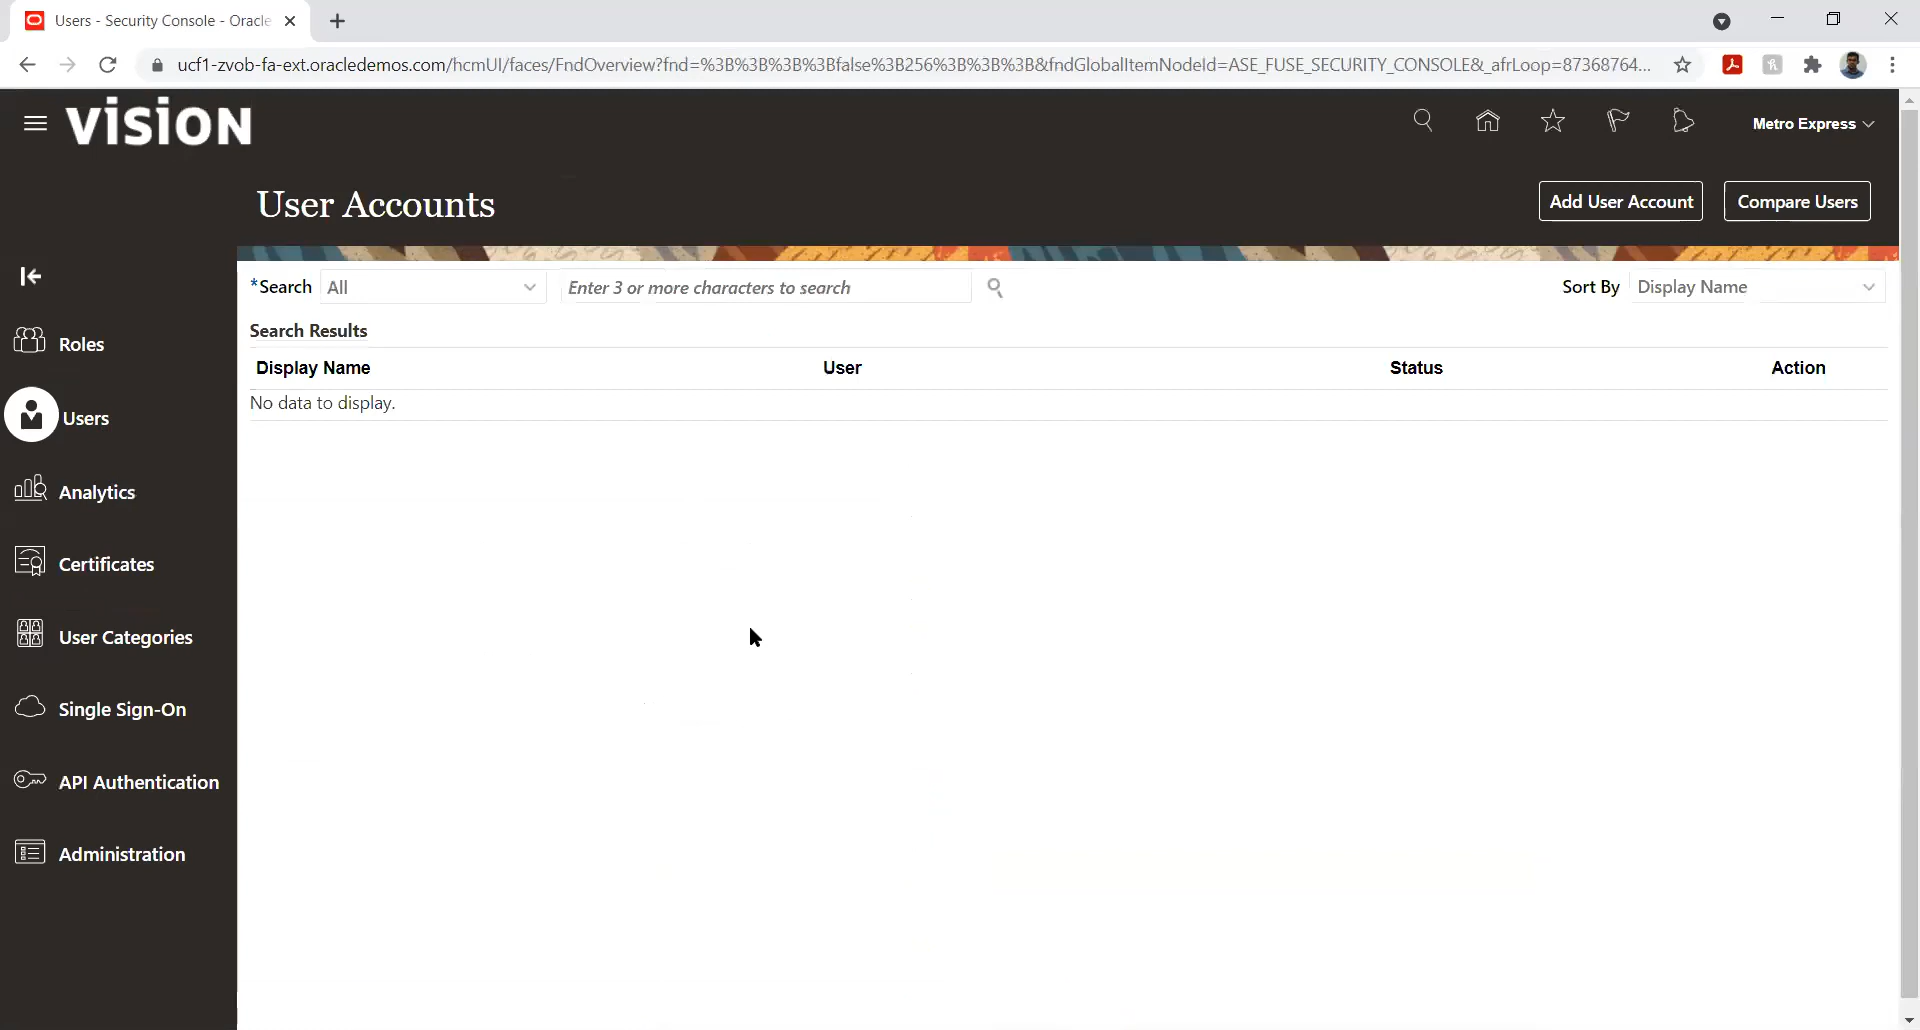 Users - Security Console - Oracle
ucf1-zvob-fa-ext.oracledemos.com/hcmUI/faces/FndOverview?fnd=%3B%3B%3B%3Bfalse%3B256%3B%3B%3B&fndGlobalItemNodeId=ASE_FUSE_SECURITY_CONSOLE&_afrLoop=87368764...
VISION
Metro Express
User Accounts
Add User Account
Compare Users
*Search All Enter 3 or more characters to search
Sort By Display Name
Search Results
Display Name User Status Action
No data to display.
Roles
Users
Analytics
Certificates
User Categories
Single Sign-On
API Authentication
Administration